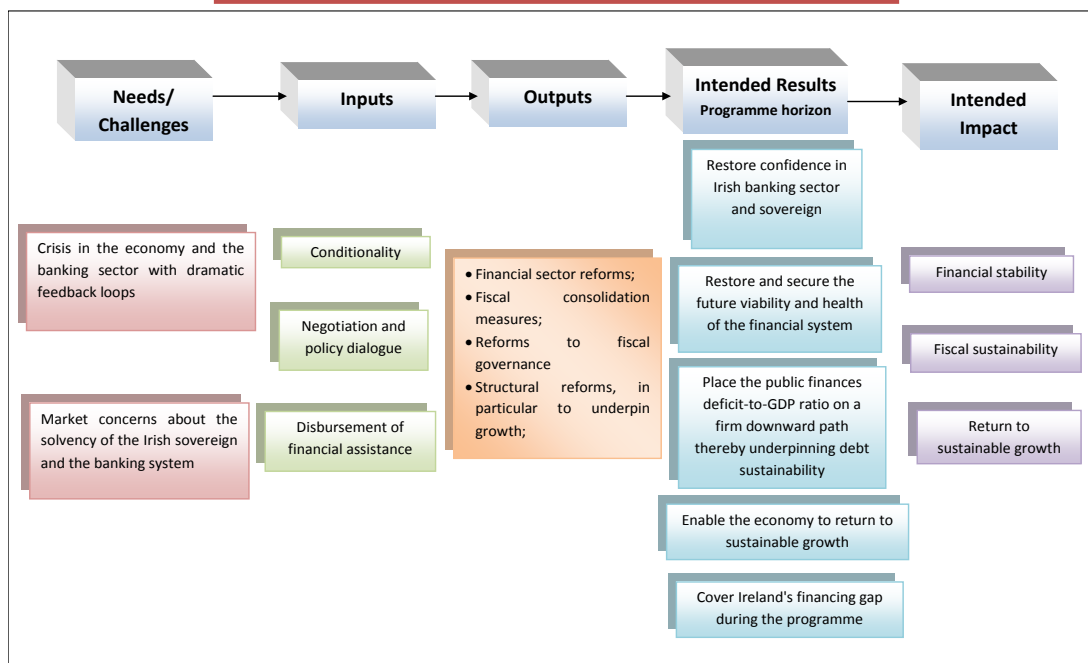 Needs/
Challenges
Inputs
Outputs
Intended Results
Programme horizon
Intended
Impact
Crisis in the economy and the
banking sector with dramatic
feedback loops
Market concerns about the
solvency of the Irish sovereign
and the banking system
Conditionality
Negotiation and
policy dialogue
Disbursement of
financial assistance
• Financial sector reforms;
• Fiscal consolidation
measures;
• Reforms to fiscal
governance
• Structural reforms, in
particular to underpin
growth;
Restore confidence in
Irish banking sector
and sovereign
Restore and secure the
future viability and health
of the financial system
Place the public finances
deficit-to-GDP ratio on a
firm downward path
thereby underpinning debt
sustainability
Enable the economy to return to
sustainable growth
Cover Ireland's financing gap
during the programme
Financial stability
Fiscal sustainability
Return to
sustainable growth